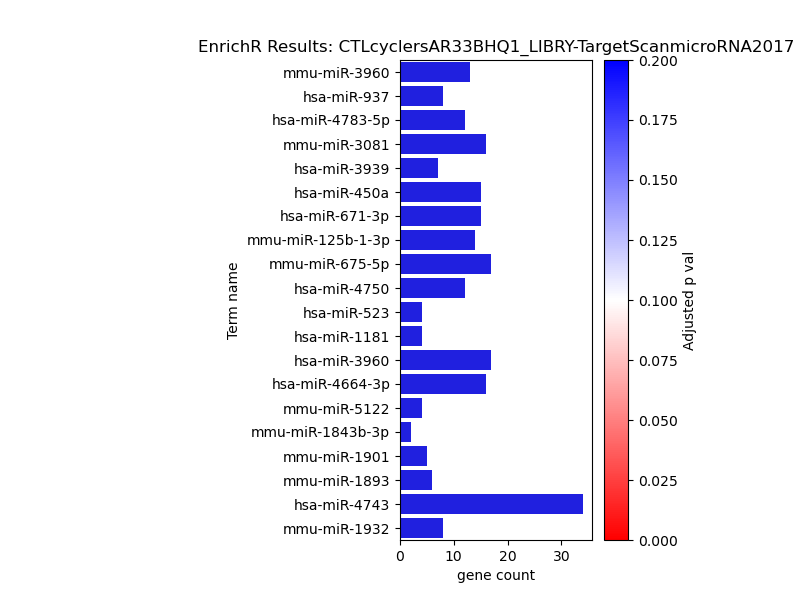 EnrichR Results: CTLcyclersAR33BHQ1_LIBRY-TargetScanmicroRNA2017
mmu-miR-3960
hsa-miR-937
hsa-miR-4783-5p
mmu-miR-3081
hsa-miR-3939
hsa-miR-450a
hsa-miR-671-3p
mmu-miR-125b-1-3p
mmu-miR-675-5p
hsa-miR-4750
hsa-miR-523
hsa-miR-1181
hsa-miR-3960
hsa-miR-4664-3p
mmu-miR-5122
mmu-miR-1843b-3p
mmu-miR-1901
mmu-miR-1893
hsa-miR-4743
mmu-miR-1932
Term name
0 10 20 30
gene count
0.200
0.175
0.150
0.125
0.100
0.075
0.050
0.025
0.000
Adjusted p val